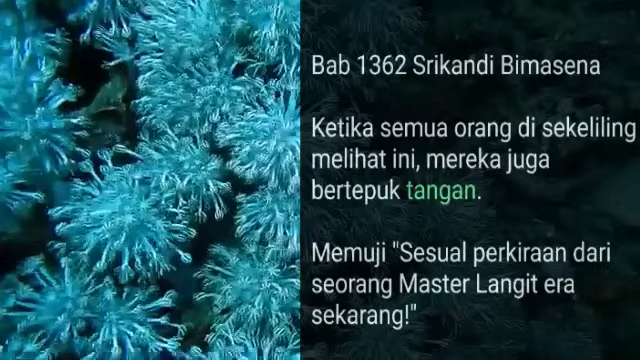 Bab 1362 Srikandi Bimasena
Ketika semua orang di sekeliling
melihat ini, mereka juga
bertepuk tangan.
Memuji "Sesual perkiraan dari
seorang Master Langit era
sekarang!"